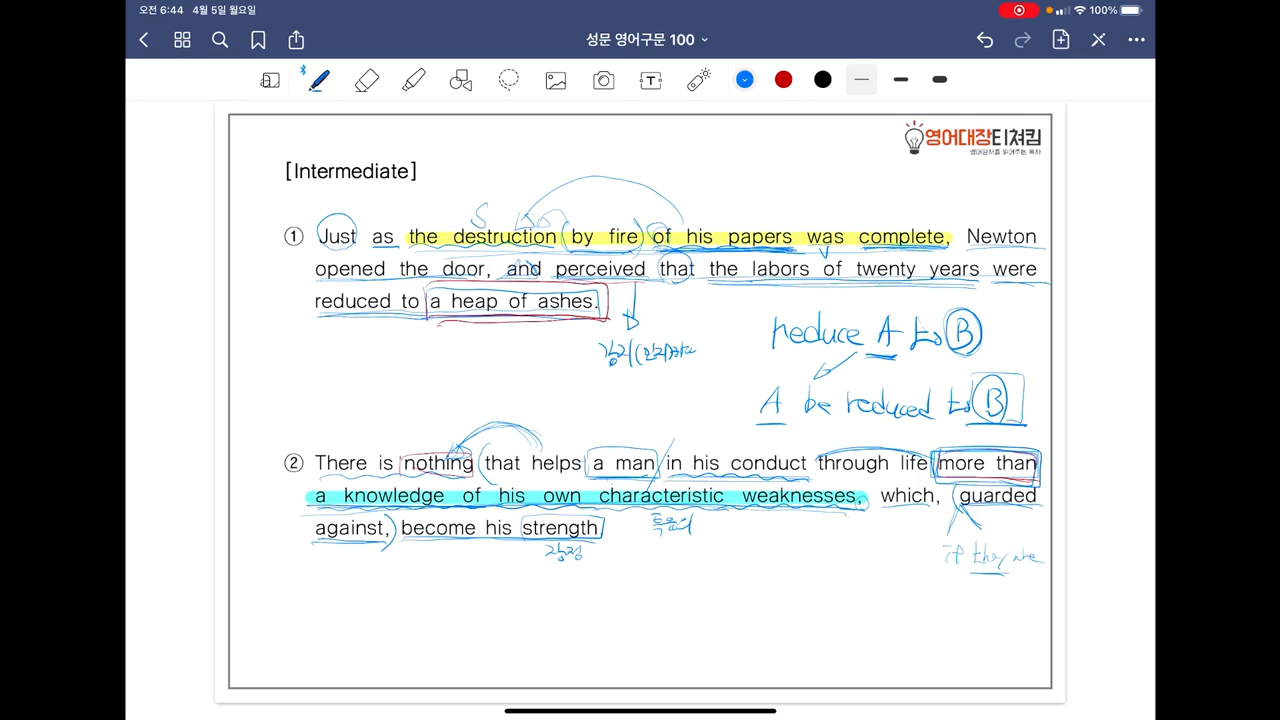 오전 6:44 4월 5일 월요일
100%
성문 영어구문 100
영어대장티쳐킴
[Intermediate]
S
① Just as the destruction by fire of his papers was complete, Newton
opened the door, and perceived that the labors of twenty years were
reduced to a heap of ashes.
reduce A to B
A be reduced to B
② There is nothing that helps a man in his conduct through life more than
a knowledge of his own characteristic weaknesses, which, guarded
against, become his strength
특유의
강점
if they are